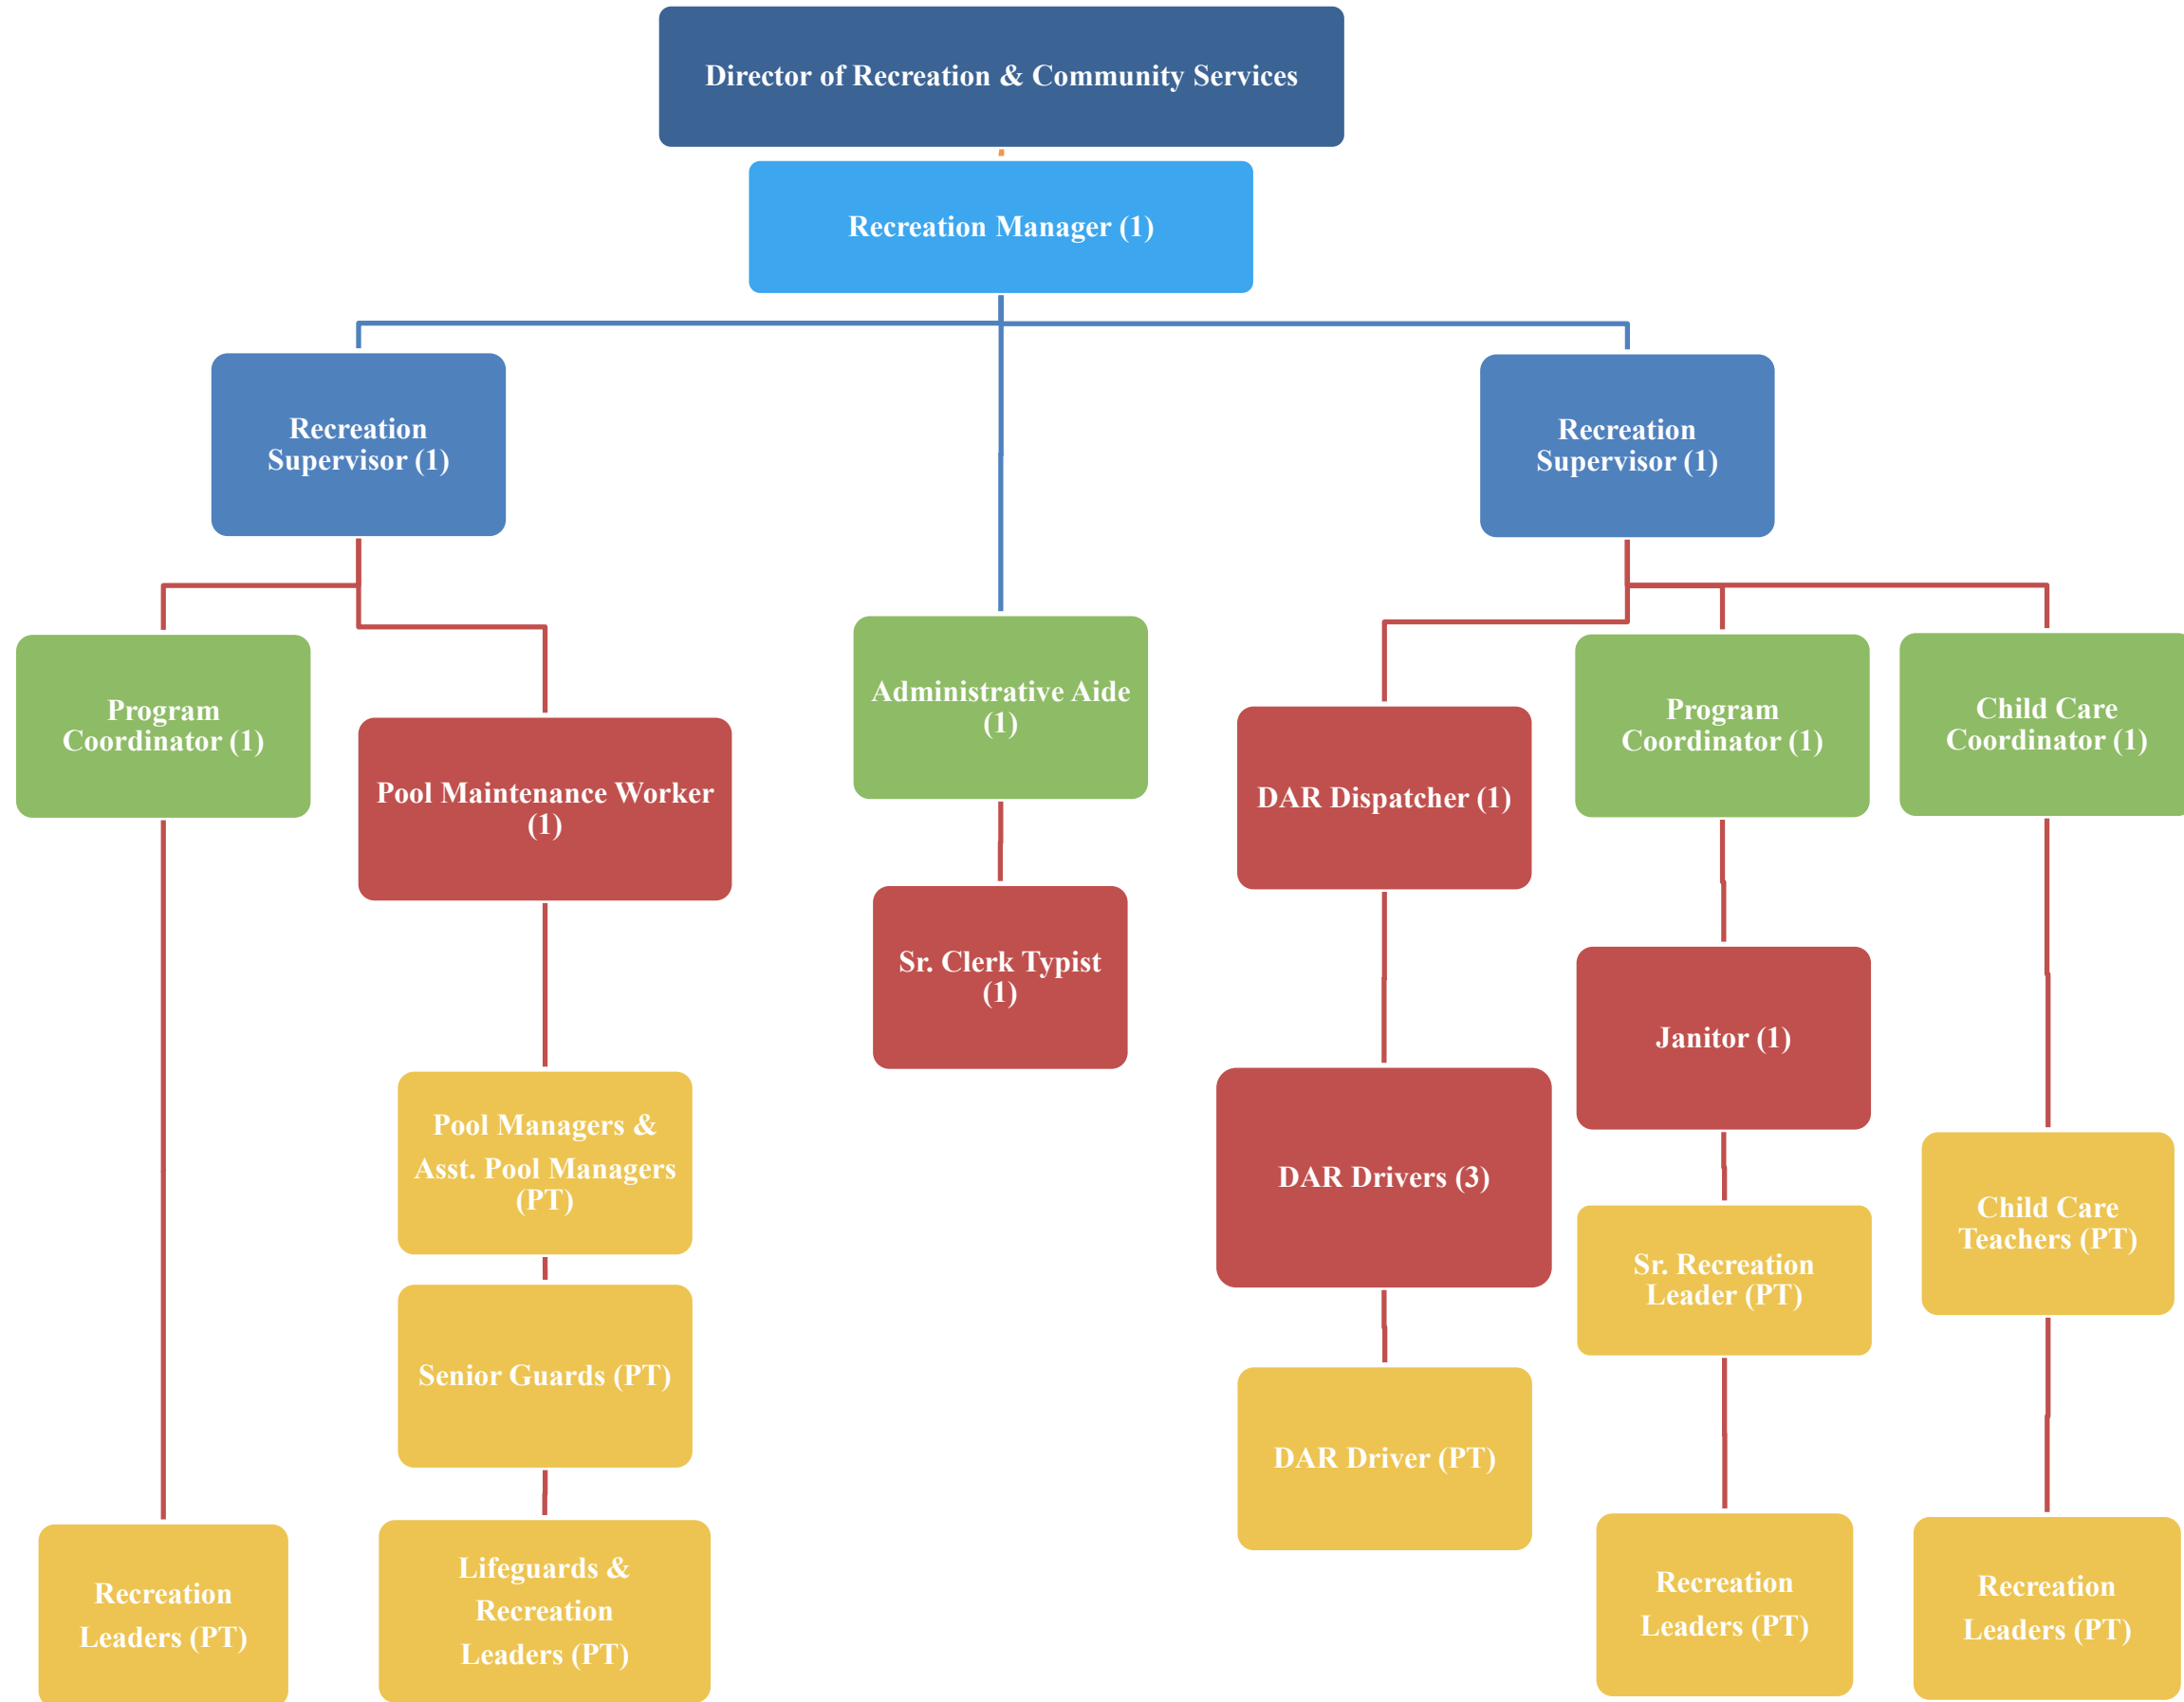 Director of Recreation & Community Services
Recreation Manager (1)
Recreation
Supervisor (1)
Recreation
Supervisor (1)
Program
Coordinator (1)
Pool Maintenance Worker
(1)
Administrative Aide
(1)
DAR Dispatcher (1)
Program
Coordinator (1)
Child Care
Coordinator (1)
Sr. Clerk Typist
(1)
Janitor (1)
Pool Managers &
Asst. Pool Managers
(PT)
DAR Drivers (3)
Sr. Recreation
Leader (PT)
Child Care
Teachers (PT)
Senior Guards (PT)
DAR Driver (PT)
Recreation
Leaders (PT)
Lifeguards &
Recreation
Leaders (PT)
Recreation
Leaders (PT)
Recreation
Leaders (PT)